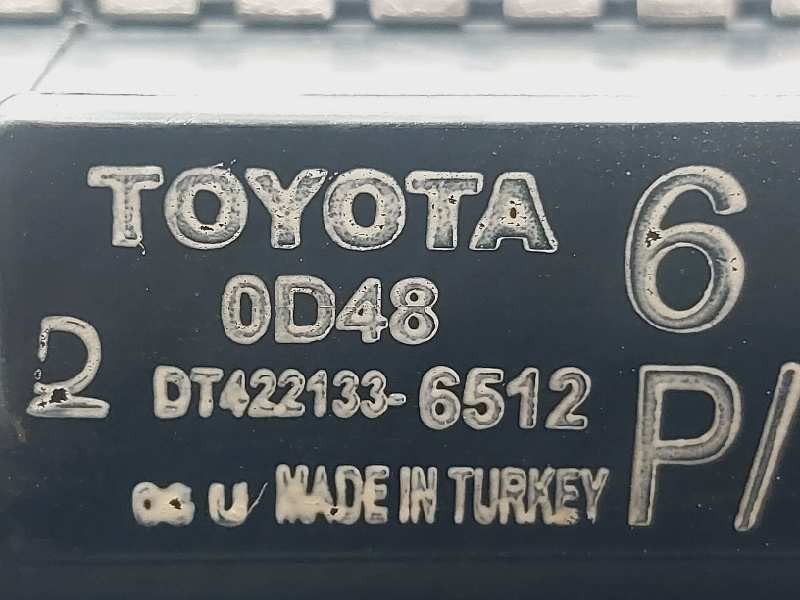 TOYOTA 6
0D48
2 DT422133-6512
P/
U MADE IN TURKEY